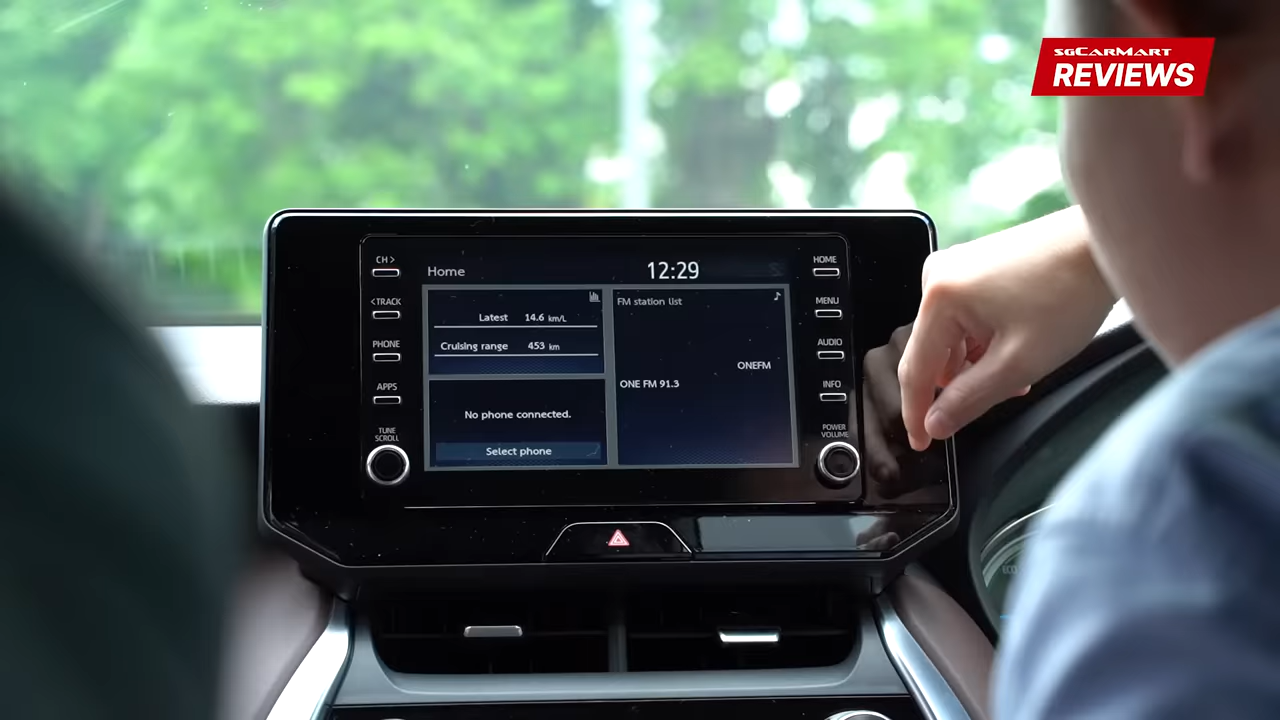 sgCarMart
REVIEWS
CH >
<TRACK
PHONE
APPS
TUNE
SCROLL
Home
12:29
Latest 14.6 km/L
Cruising range 453 km
No phone connected.
Select phone
FM station list
ONEFM
ONE FM 91.3
HOME
MENU
AUDIO
INFO
POWER
VOLUME
ECO